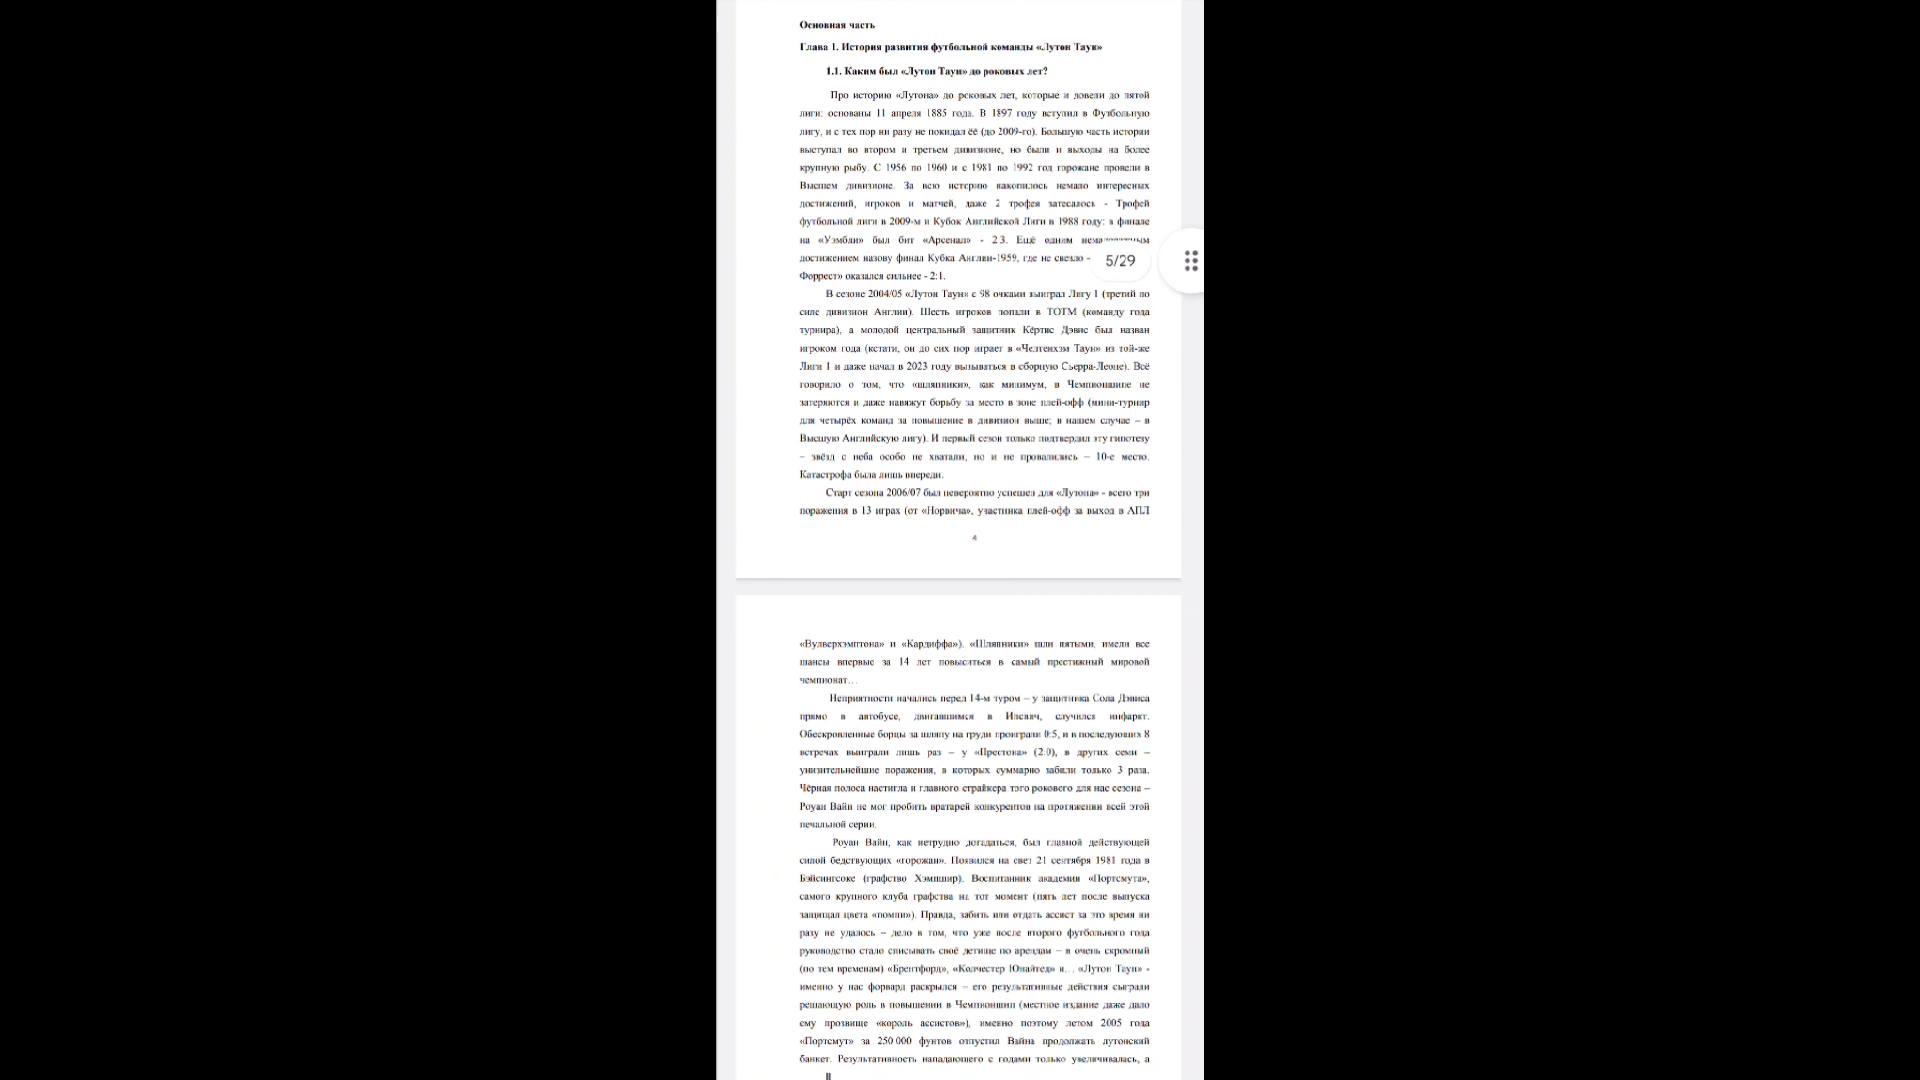 Основная часть
Глава 1. История развития футбольной команды «Лутон Таун»
1.1. Каким был «Лутон Таун» до роковых лет?
Про историю «Лутона» до роковых лет, которые и довели до пятой
лиги: основаны 11 апреля 1885 года. В 1897 году вступил в Футбольную
лигу, и с тех пор ни разу не покидал её (до 2009-го). Большую часть истории
выступал во втором и третьем дивизионе, но были и выходы на более
крупную рыбу. С 1956 по 1960 и с 1981 по 1992 год горожане провели в
Высшем дивизионе. За всю историю накопилось немало интересных
достижений, игроков и матчей, даже 2 трофея затесалось - Трофей
футбольной лиги в 2009-м и Кубок Английской Лиги в 1988 году: в финале
на «Уэмбли» был бит «Арсенал» - 2:3. Ещё одним
достижением назову финал Кубка Англии-1959, где не свезло -
Форрест» оказался сильнее - 2:1.
5/29
В сезоне 2004/05 «Лутон Таун» с 98 очками выиграл Лигу 1 (третий по
силе дивизион Англии). Шесть игроков попали в ТОТМ (команду года
турнира), а молодой центральный защитник Кёртис Дэвис был назван
игроком года (кстати, он до сих пор играет в «Челтенхэм Таун» из той-же
Лиги 1 и даже начал в 2023 году вызываться в сборную Сьерра-Леоне). Всё
говорило о том, что «шляпники», как минимум, в Чемпионшипе не
затеряются и даже навяжут борьбу за место в зоне плей-офф (мини-турнир
для четырёх команд за повышение в дивизион выше; в нашем случае – в
Высшую Английскую лигу). И первый сезон только подтвердил эту гипотезу
– звёзд с неба особо не хватали, но и не провалились – 10-е место.
Катастрофа была лишь впереди.
Старт сезона 2006/07 был невероятно успешен для «Лутона» - всего три
поражения в 13 играх (от «Норвича», участника плей-офф за выход в АПЛ
4
«Вулверхэмптона» и «Кардиффа»). «Шляпники» шли пятыми, имели все
шансы впервые за 14 лет повыситься в самый престижный мировой
чемпионат…
Неприятности начались перед 14-м туром – у защитника Сола Дэвиса
прямо в автобусе, двигавшимся в Ипсвич, случился инфаркт.
Обескровленные борцы за шляпу на груди проиграли 0:5, и в последующих 8
встречах выиграли лишь раз – у «Престона» (2:0), в других семи –
унизительнейшие поражения, в которых суммарно забили только 3 раза.
Чёрная полоса настигла и главного страйкера того рокового для нас сезона –
Роуан Вайн не мог пробить вратарей конкурентов на протяжении всей этой
печальной серии.
Роуан Вайн, как нетрудно догадаться, был главной действующей
силой бедствующих «горожан». Появился на свет 21 сентября 1981 года в
Бэйсингсоке (графство Хэмпшир). Воспитанник академии «Портсмута»,
самого крупного клуба графства на тот момент (пять лет после выпуска
защищал цвета «помпи»). Правда, забить или отдать ассист за это время ни
разу не удалось – дело в том, что уже после второго футбольного года
руководство стало списывать своё детище по арендам – в очень скромный
(по тем временам) «Брентфорд», «Колчестер Юнайтед» и… «Лутон Таун» -
именно у нас форвард раскрылся – его результативные действия сыграли
решающую роль в повышении в Чемпионшип (местное издание даже дало
ему прозвище «король ассистов»), именно поэтому летом 2005 года
«Портсмут» за 250 000 фунтов отпустил Вайна продолжать лутонский
банкет. Результативность нападающего с годами только увеличивалась, а